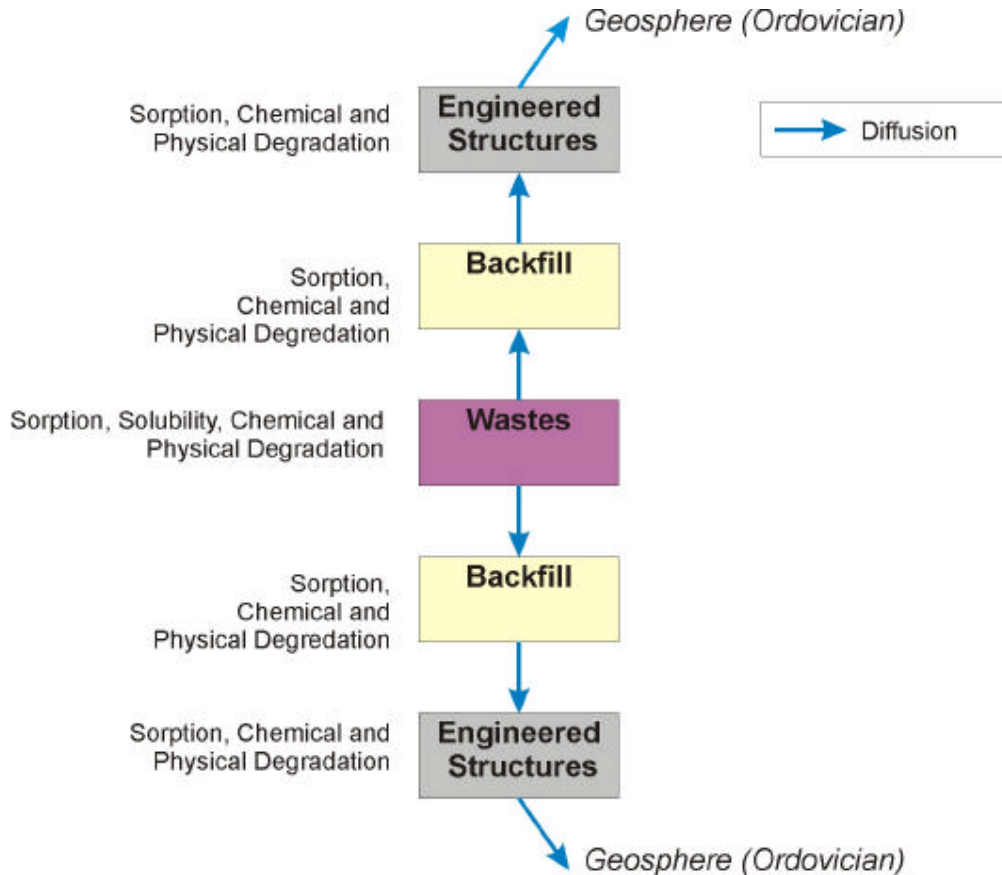 Geosphere (Ordovician)
Sorption, Chemical and
Physical Degradation
Engineered
Structures
Diffusion
Sorption,
Chemical and
Physical Degredation
Backfill
Sorption, Solubility, Chemical and
Physical Degradation
Wastes
Sorption,
Chemical and
Physical Degredation
Backfill
Sorption, Chemical and
Physical Degradation
Engineered
Structures
Geosphere (Ordovician)